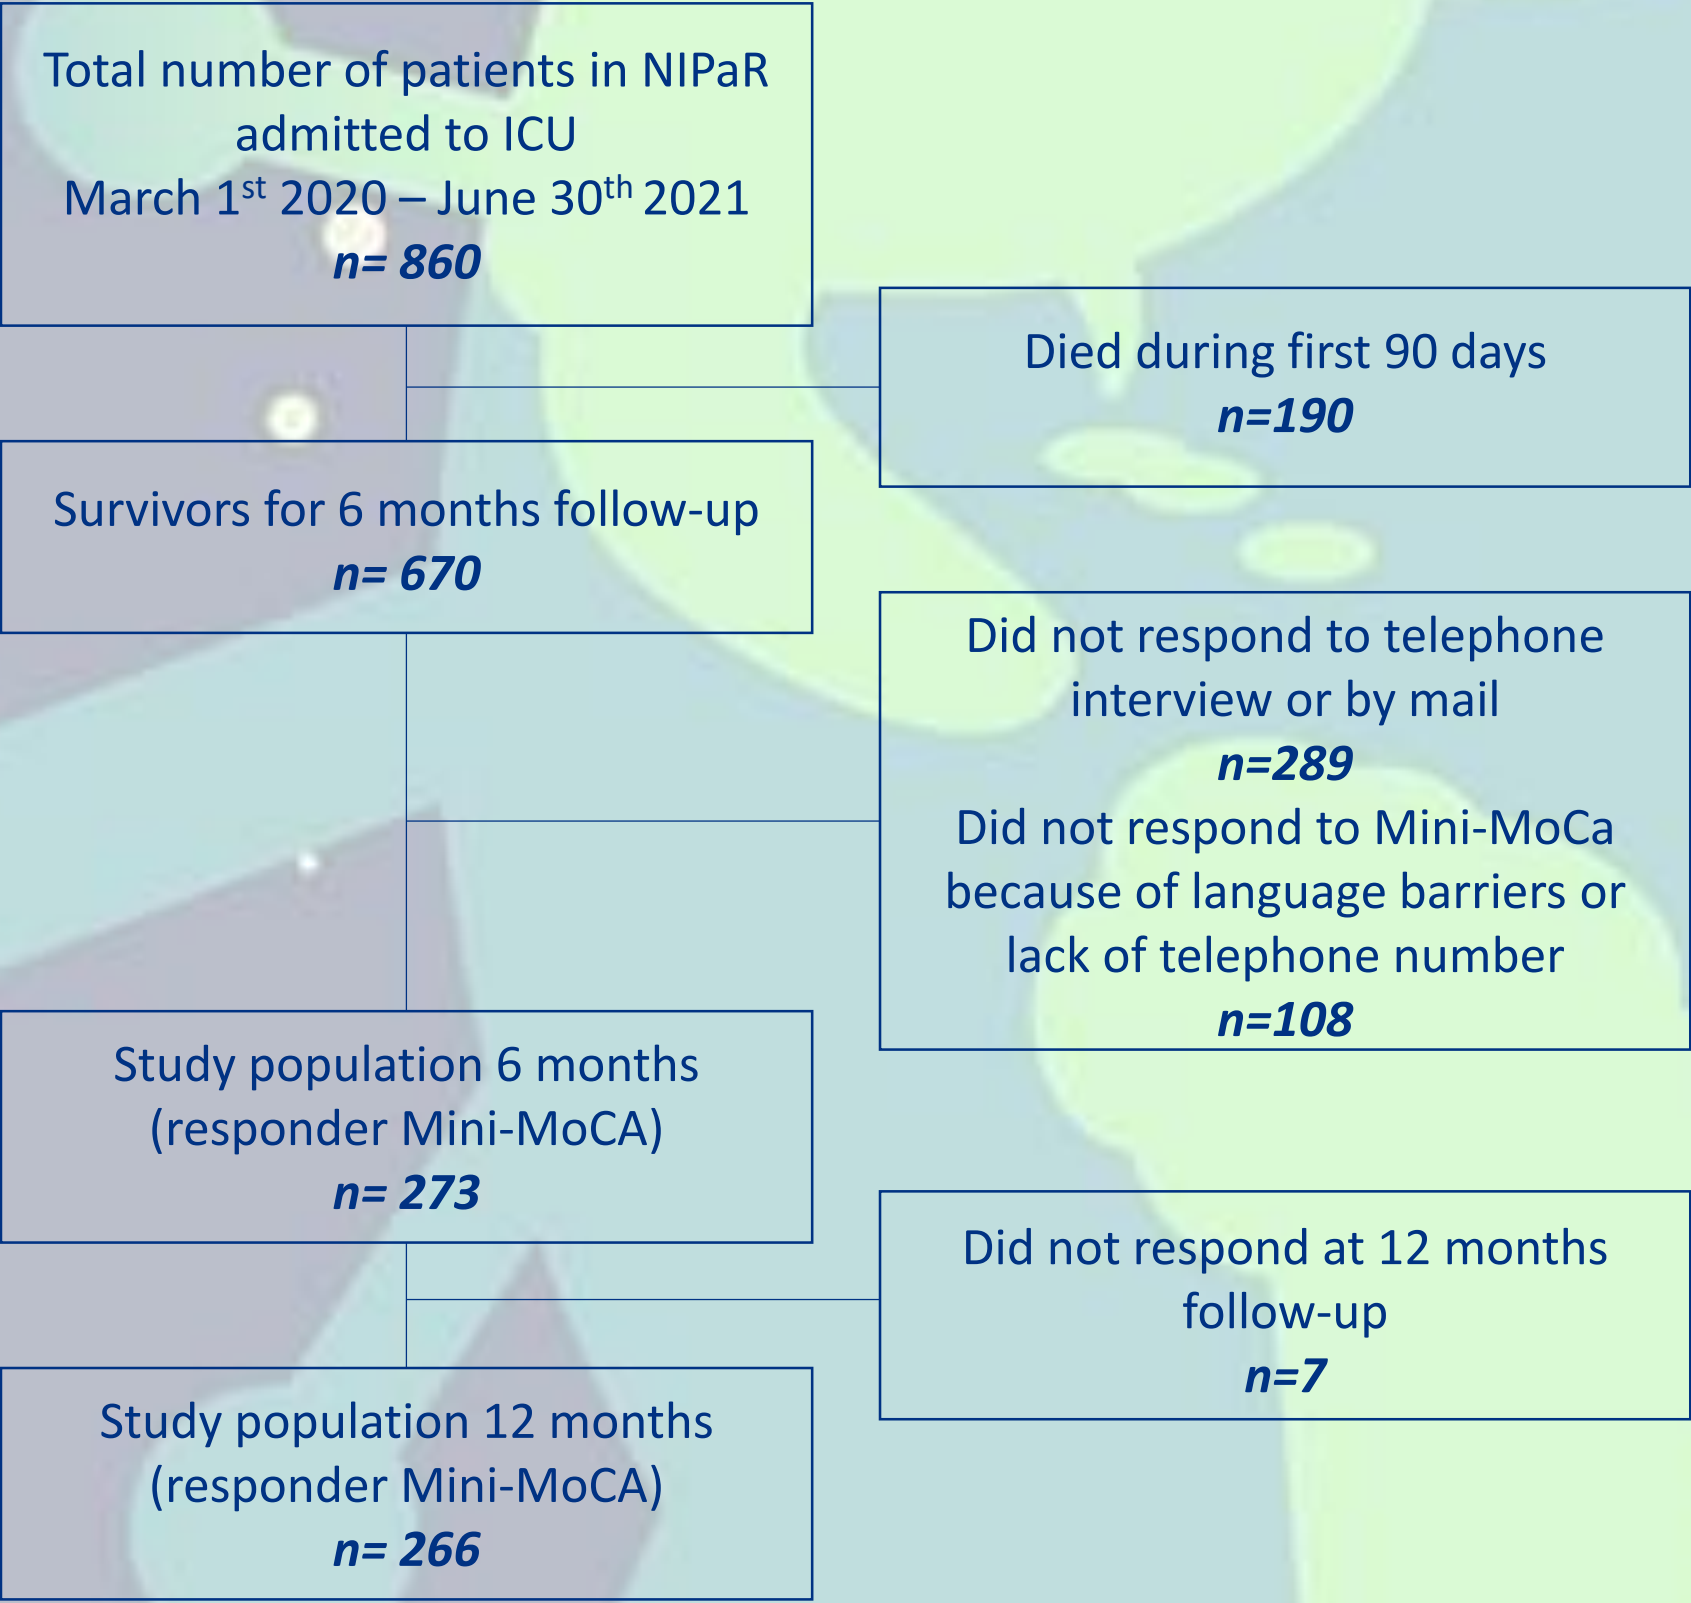 Total number of patients in NIPaR
admitted to ICU
March 1st 2020 – June 30th 2021
n= 860
Died during first 90 days
n=190
Survivors for 6 months follow-up
n= 670
Did not respond to telephone
interview or by mail
n=289
Did not respond to Mini-MoCa
because of language barriers or
lack of telephone number
n=108
Study population 6 months
(responder Mini-MoCA)
n= 273
Did not respond at 12 months
follow-up
n=7
Study population 12 months
(responder Mini-MoCA)
n= 266